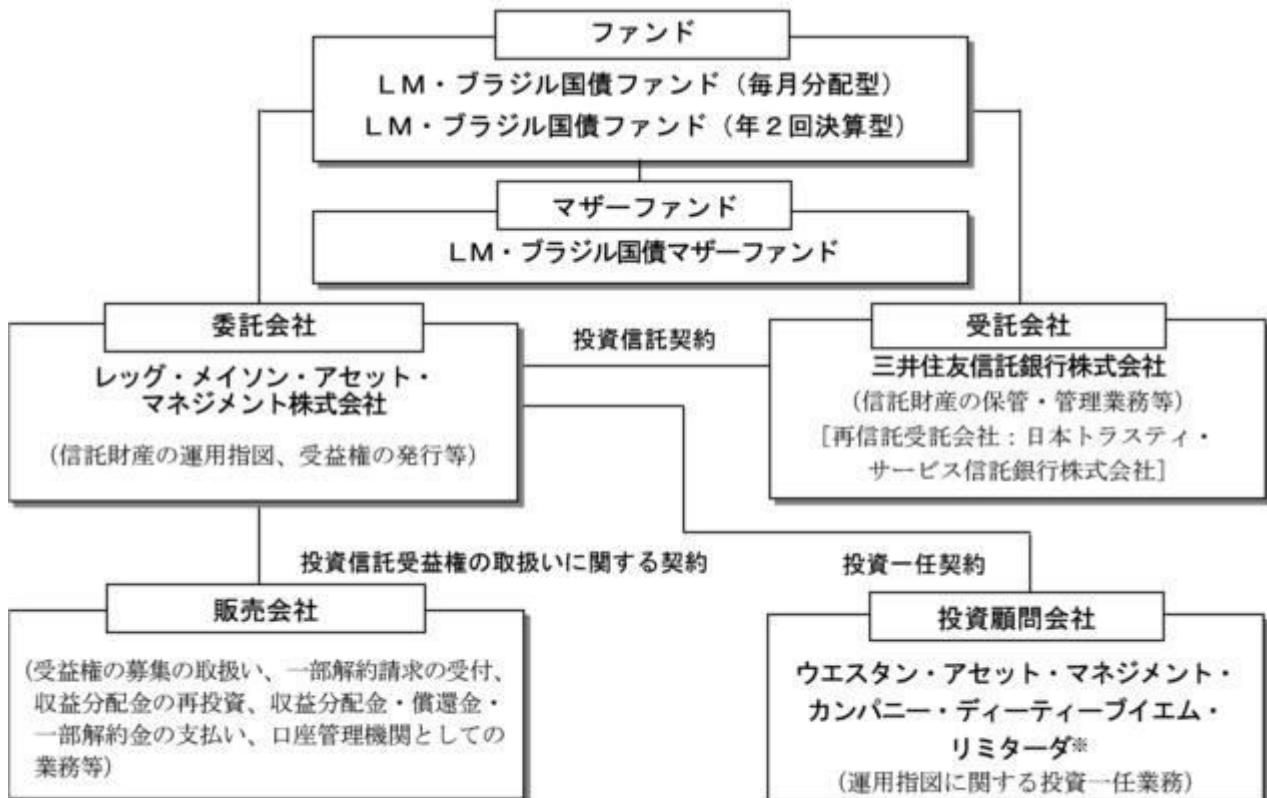 ファンド
LM・ブラジル国債ファンド（毎月分配型）
LM・ブラジル国債ファンド（年２回決算型）
マザーファンド
LM・ブラジル国債マザーファンド
委託会社
レッグ・メイソン・アセット・
マネジメント株式会社
（信託財産の運用指図、受益権の発行等）
投資信託契約
受託会社
三井住友信託銀行株式会社
（信託財産の保管・管理業務等）
［再信託受託会社：日本トラスティ・
サービス信託銀行株式会社］
投資信託受益権の取扱いに関する契約
投資一任契約
販売会社
（受益権の募集の取扱い、一部解約請求の受付、
収益分配金の再投資、収益分配金・償還金・
一部解約金の支払い、口座管理機関としての
業務等）
投資顧問会社
ウエスタン・アセット・マネジメント・
カンパニー・ディーティーブイエム・
リミターダ※
（運用指図に関する投資一任業務）